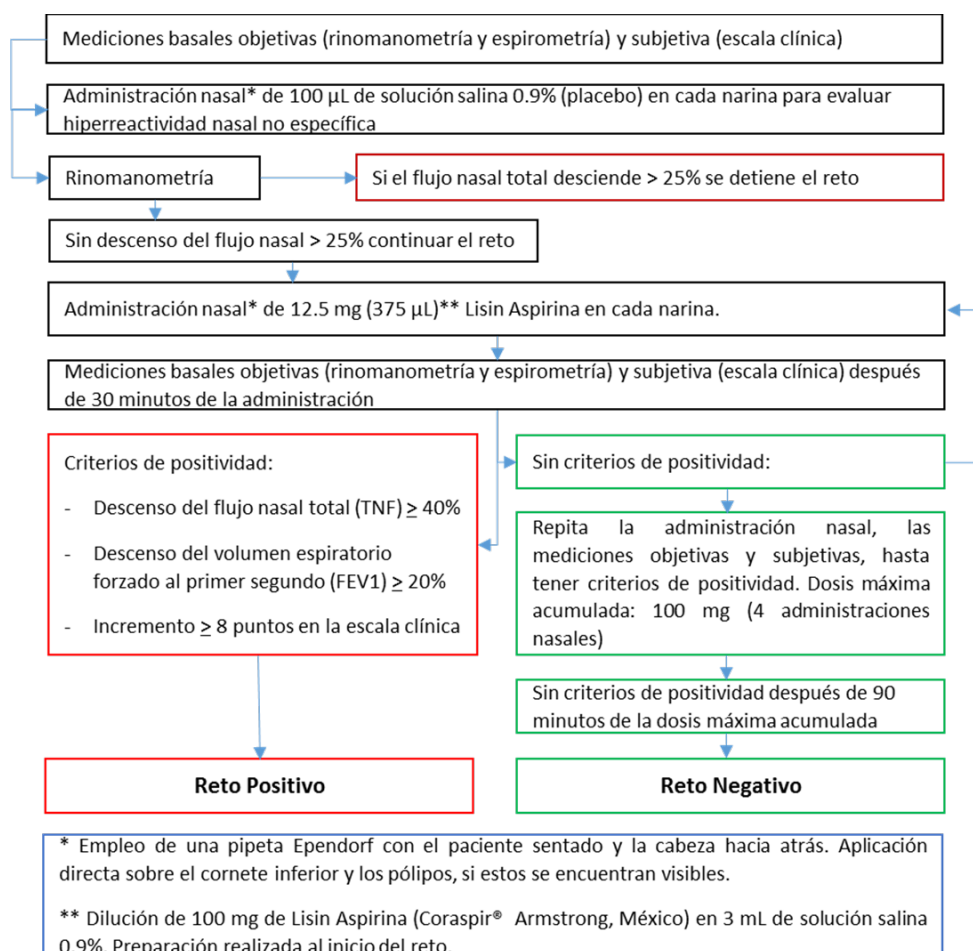 Mediciones basales objetivas (rinomanometría y espirometría) y subjetiva (escala clínica)
Administración nasal* de 100 µL de solución salina 0.9% (placebo) en cada narina para evaluar
hiperreactividad nasal no específica
Rinomanometría
Si el flujo nasal total desciende > 25% se detiene el reto
Sin descenso del flujo nasal > 25% continuar el reto
Administración nasal* de 12.5 mg (375 µL)** Lisin Aspirina en cada narina.
Mediciones basales objetivas (rinomanometría y espirometría) y subjetiva (escala clínica) después
de 30 minutos de la administración
Criterios de positividad:
- Descenso del flujo nasal total (TNF) ≥ 40%
- Descenso del volumen espiratorio
forzado al primer segundo (FEV1) ≥ 20%
- Incremento ≥ 8 puntos en la escala clínica
Sin criterios de positividad:
Repita la administración nasal, las
mediciones objetivas y subjetivas, hasta
tener criterios de positividad. Dosis máxima
acumulada: 100 mg (4 administraciones
nasales)
Sin criterios de positividad después de 90
minutos de la dosis máxima acumulada
Reto Positivo
Reto Negativo
* Empleo de una pipeta Ependorf con el paciente sentado y la cabeza hacia atrás. Aplicación
directa sobre el cornete inferior y los pólipos, si estos se encuentran visibles.
** Dilución de 100 mg de Lisin Aspirina (Coraspir® Armstrong, México) en 3 mL de solución salina
0.9%. Preparación realizada al inicio del reto.